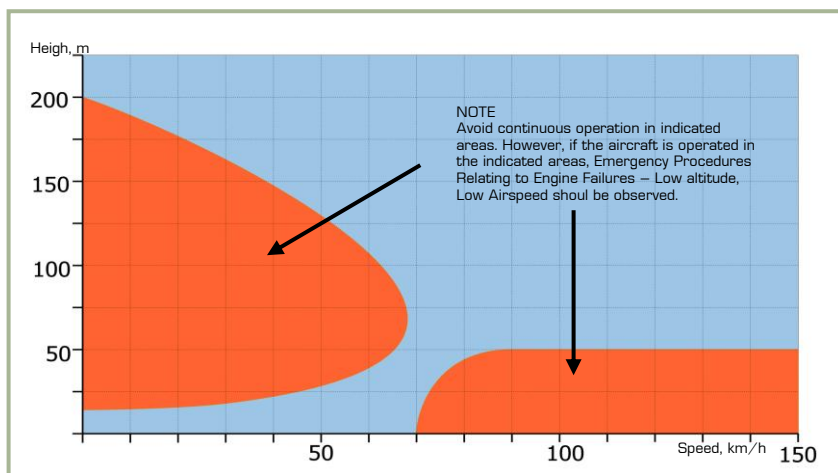 Heigh, m
200
NOTE
Avoid continuous operation in indicated
areas. However, if the aircraft is operated in
the indicated areas, Emergency Procedures
Relating to Engine Failures – Low altitude,
Low Airspeed shoul be observed.
150
100
50
50
100
Speed, km/h
150